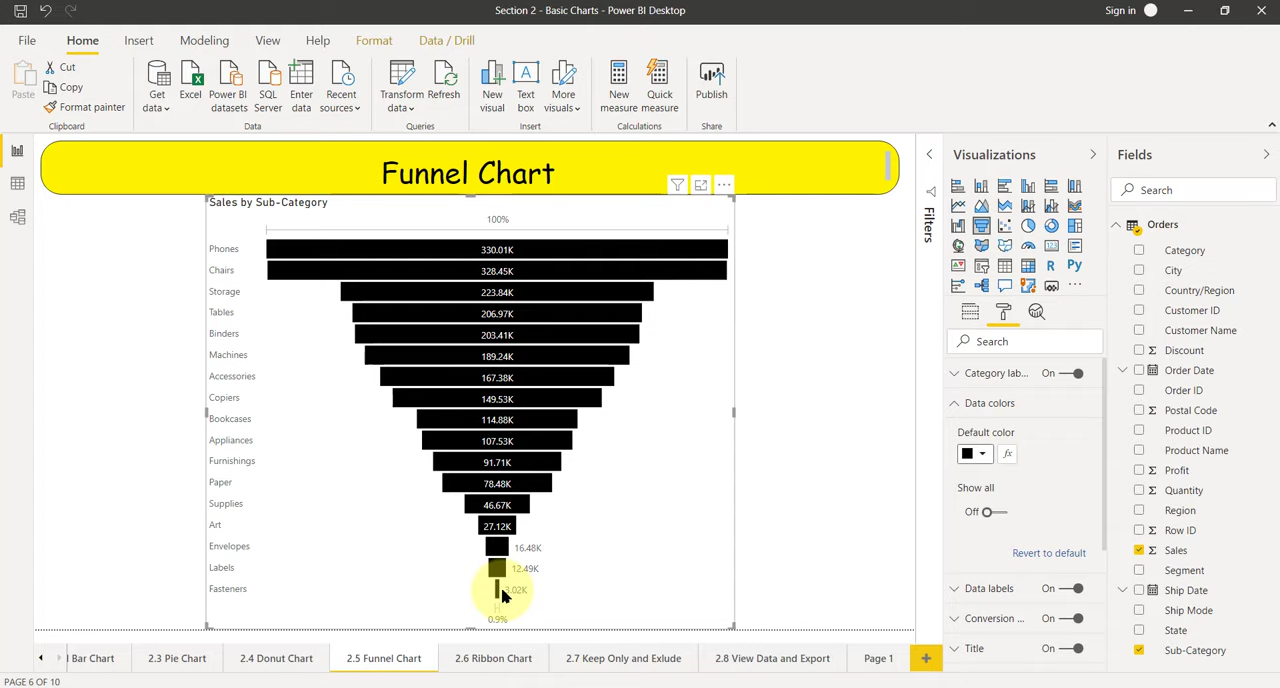 Section 2 - Basic Charts - Power BI Desktop
Sign in
File Home Insert Modeling View Help Format Data / Drill
Paste
Cut
Copy
Format painter
Clipboard
Get data
Excel
Power BI datasets
SQL Server
Enter data
Recent sources
Data
Transform data
Refresh
Queries
New visual
Text box
More visuals
Insert
New measure
Quick measure
Calculations
Publish
Share
Funnel Chart
Sales by Sub-Category
100%
Phones 330.01K
Chairs 328.45K
Storage 223.84K
Tables 206.97K
Binders 203.41K
Machines 189.24K
Accessories 167.38K
Copiers 149.53K
Bookcases 114.88K
Appliances 107.53K
Furnishings 91.71K
Paper 78.48K
Supplies 46.67K
Art 27.12K
Envelopes 16.48K
Labels 12.49K
Fasteners 3.02K
0.9%
Filters
Visualizations
R Py
Search
Category lab... On
Data colors
Default color
fx
Show all
Off
Revert to default
Data labels On
Conversion ... On
Title On
Fields
Search
Orders
Category
City
Country/Region
Customer ID
Customer Name
Discount
Order Date
Order ID
Postal Code
Product ID
Product Name
Profit
Quantity
Region
Row ID
Sales
Segment
Ship Date
Ship Mode
State
Sub-Category
l Bar Chart 2.3 Pie Chart 2.4 Donut Chart 2.5 Funnel Chart 2.6 Ribbon Chart 2.7 Keep Only and Exlude 2.8 View Data and Export Page 1
PAGE 6 OF 10